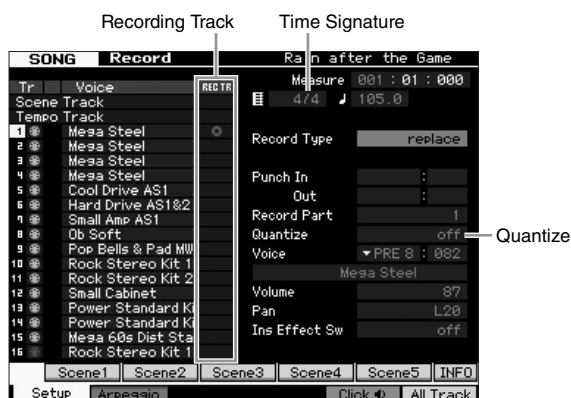 Recording Track Time Signature
SONG Record Rain after the Game
Measure 001 : 01 : 000
Tr Voice REC TR
4/4 105.0
Scene Track
Tempo Track
1 Mega Steel
2 Mega Steel
Record Type replace
3 Mega Steel
4 Mega Steel
Punch In :
5 Cool Drive AS1
Out :
6 Hard Drive AS1&2
Record Part 1
7 Small Amp AS1
Quantize off Quantize
8 Ob Soft
Voice PRE 8 : 082
9 Pop Bells & Pad MW
Mega Steel
10 Rock Stereo Kit 1
11 Rock Stereo Kit 2
Volume 87
12 Small Cabinet
Pan L20
13 Power Standard Ki
14 Power Standard Ki
Ins Effect Sw off
15 Mega 60s Dist Sta
16 Rock Stereo Kit 1
Scene1 Scene2 Scene3 Scene4 Scene5 INFO
Setup Arpeggio Click All Track